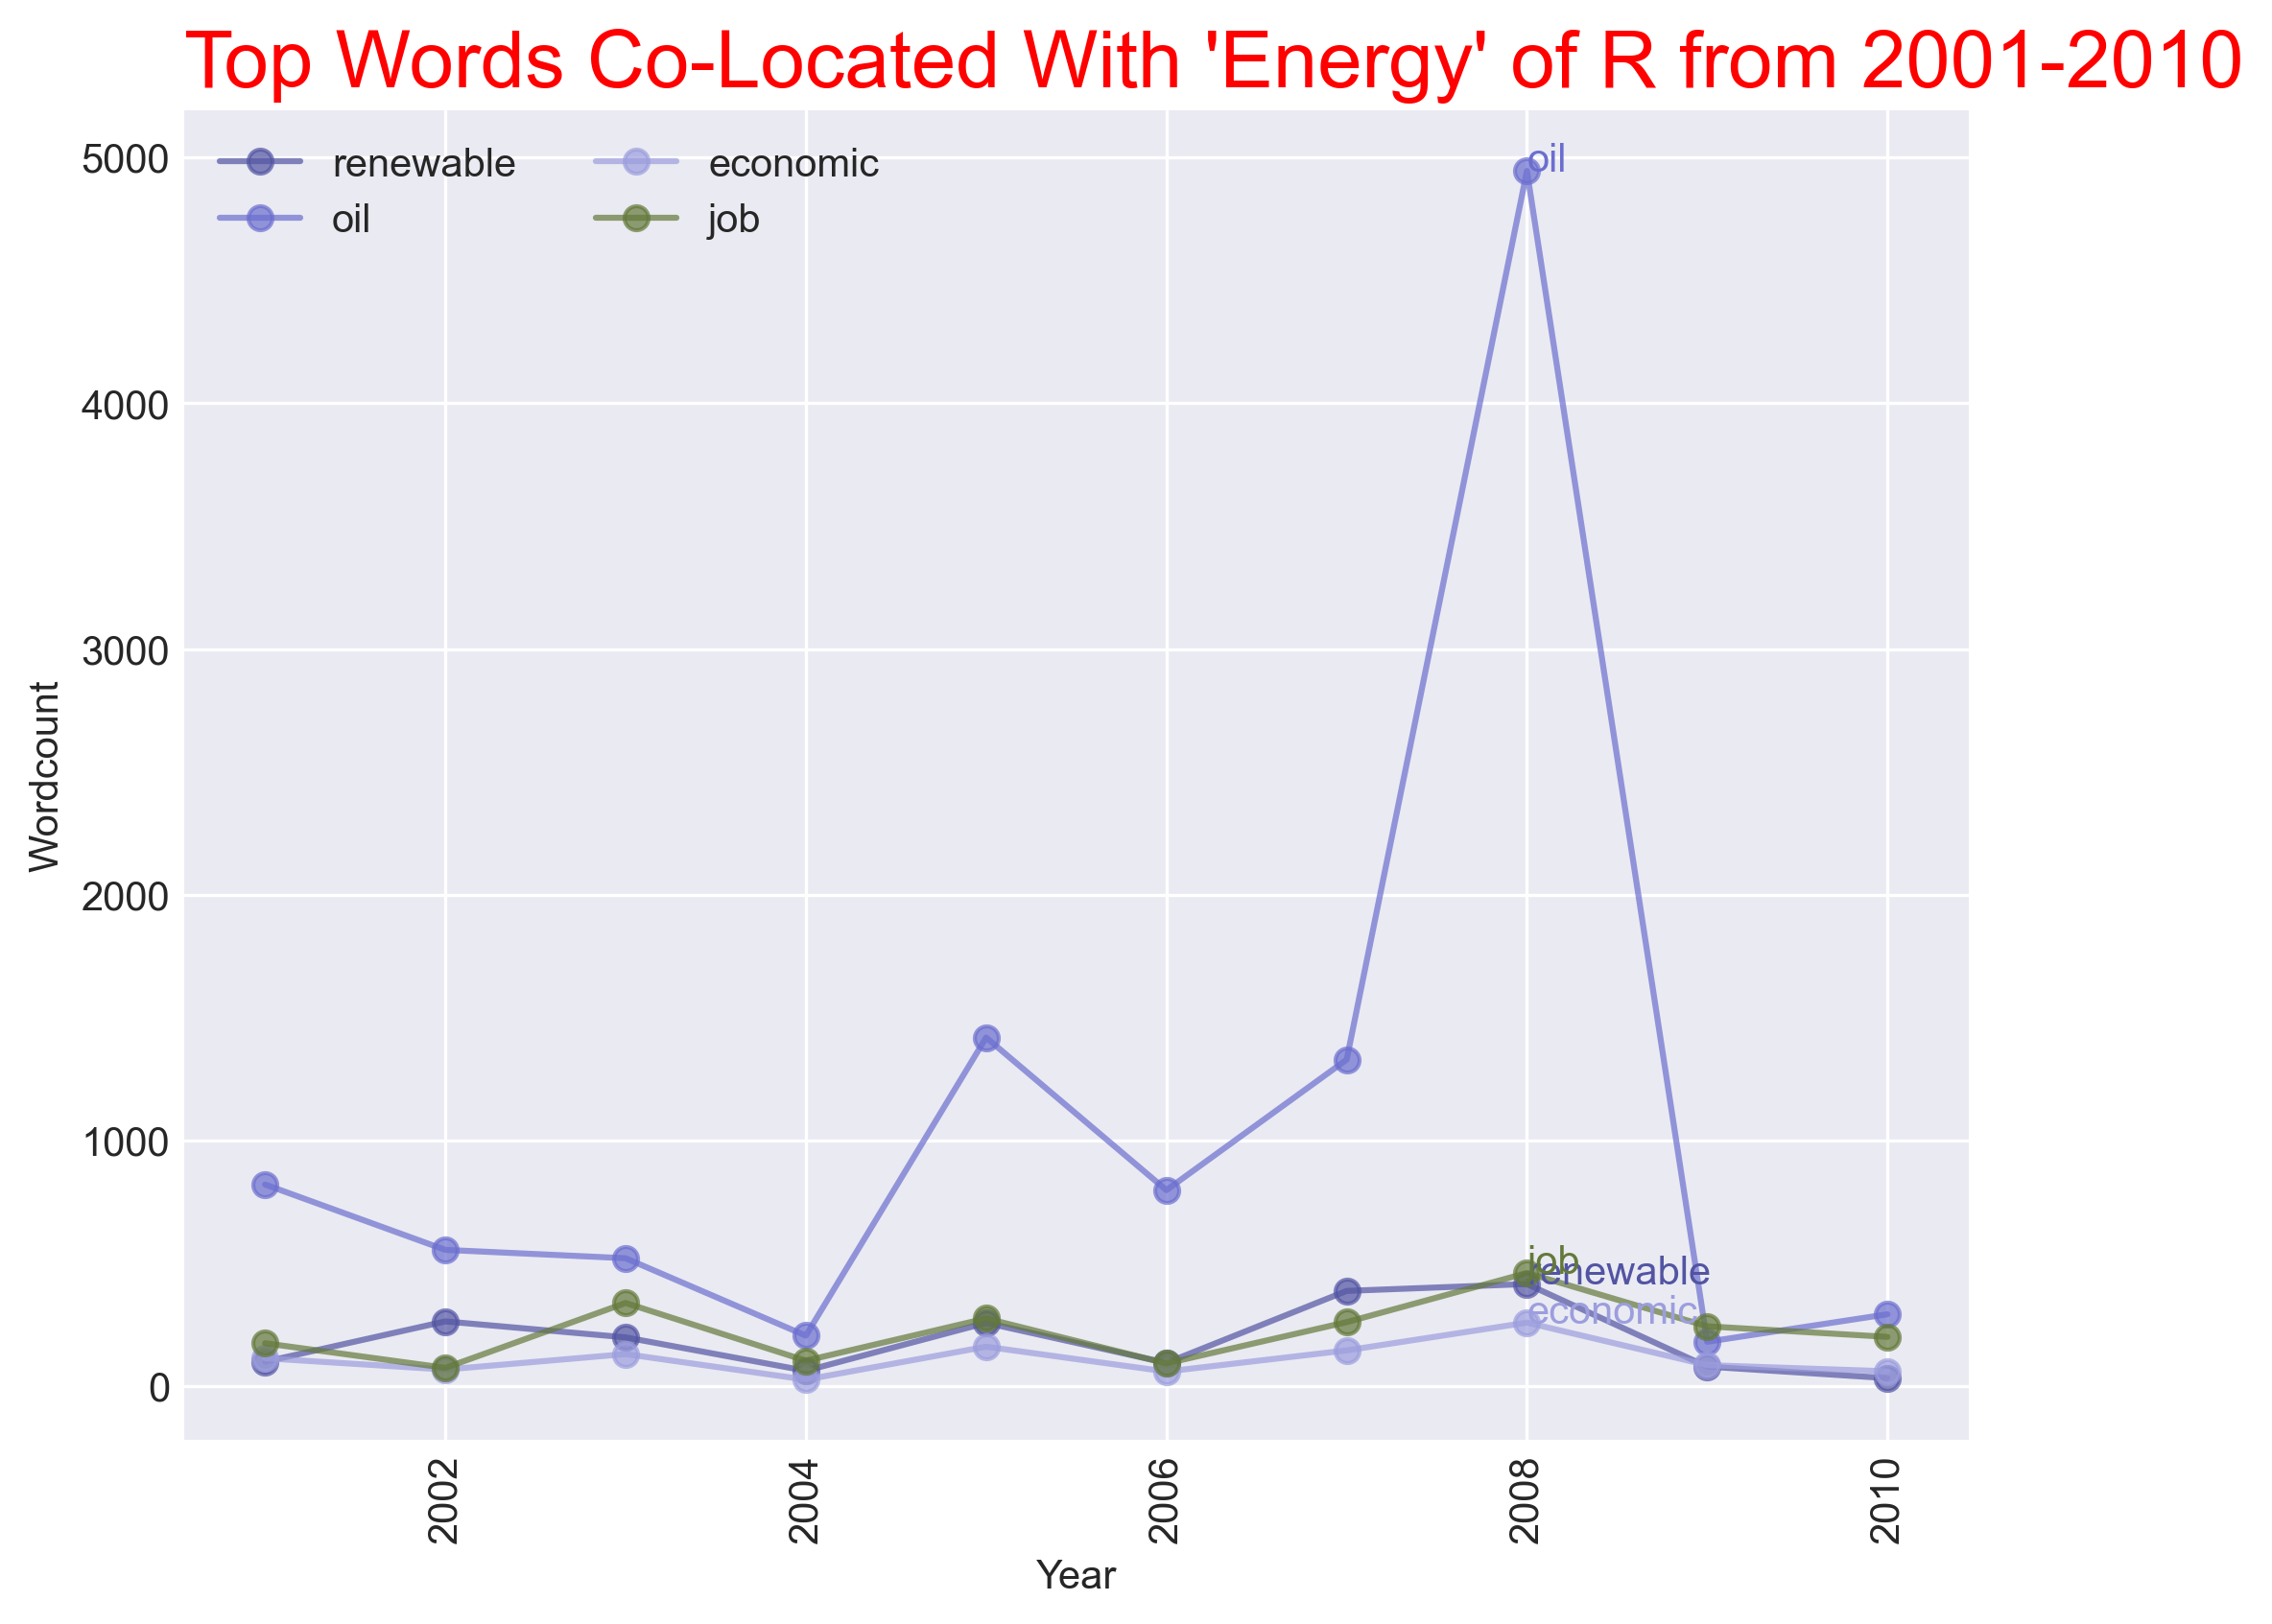 Top Words Co-Located With 'Energy' of R from 2001-2010
renewable
oil
economic
job
5000
4000
3000
2000
1000
0
Wordcount
oil
job
renewable
economic
2002
2004
2006
2008
2010
Year